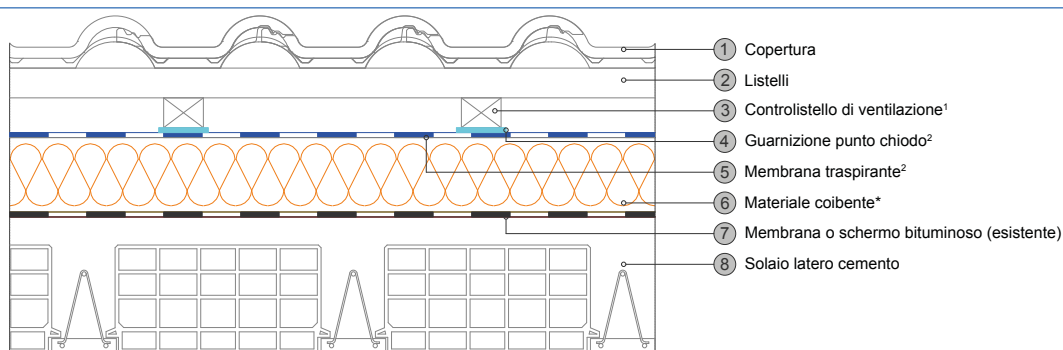 1 Copertura
2 Listelli
3 Controlistello di ventilazione¹
4 Guarnizione punto chiodo²
5 Membrana traspirante²
6 Materiale coibente*
7 Membrana o schermo bituminoso (esistente)
8 Solaio latero cemento